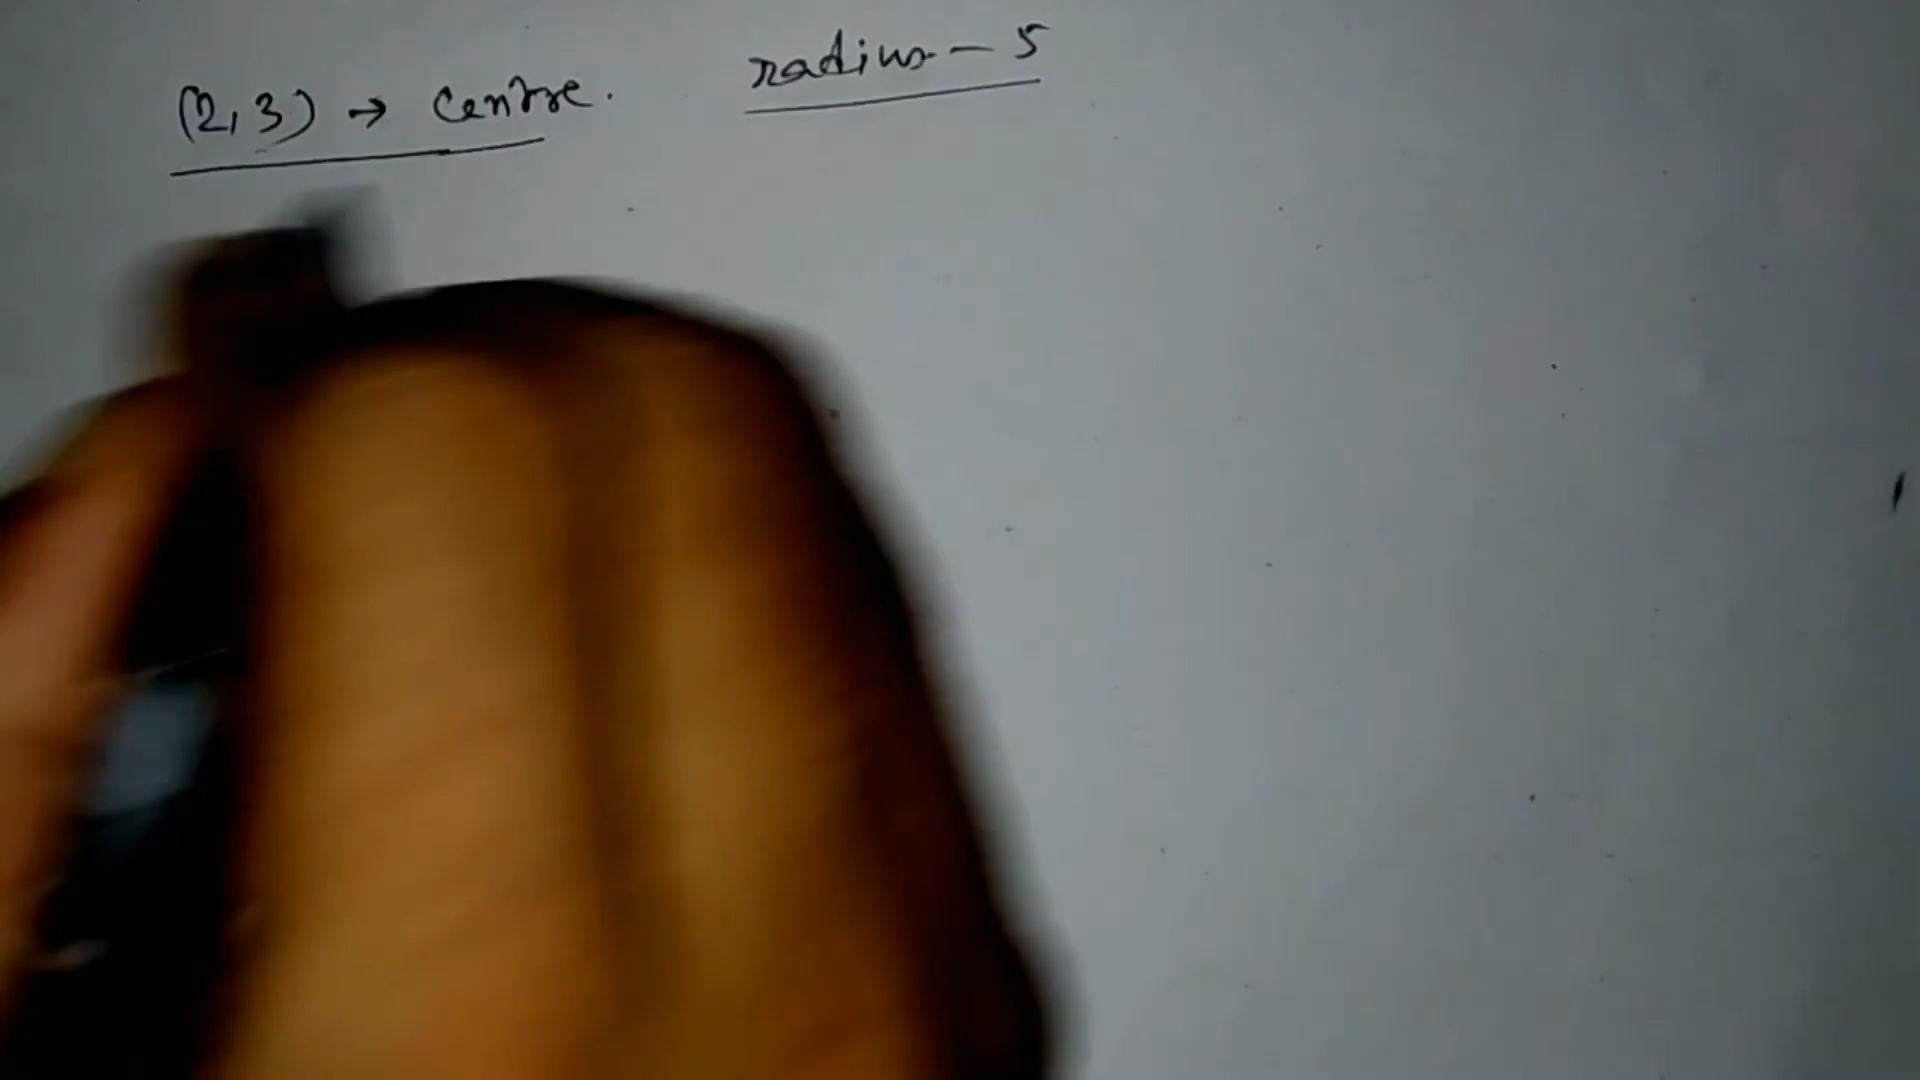 (2,3) → Centre. radius - 5